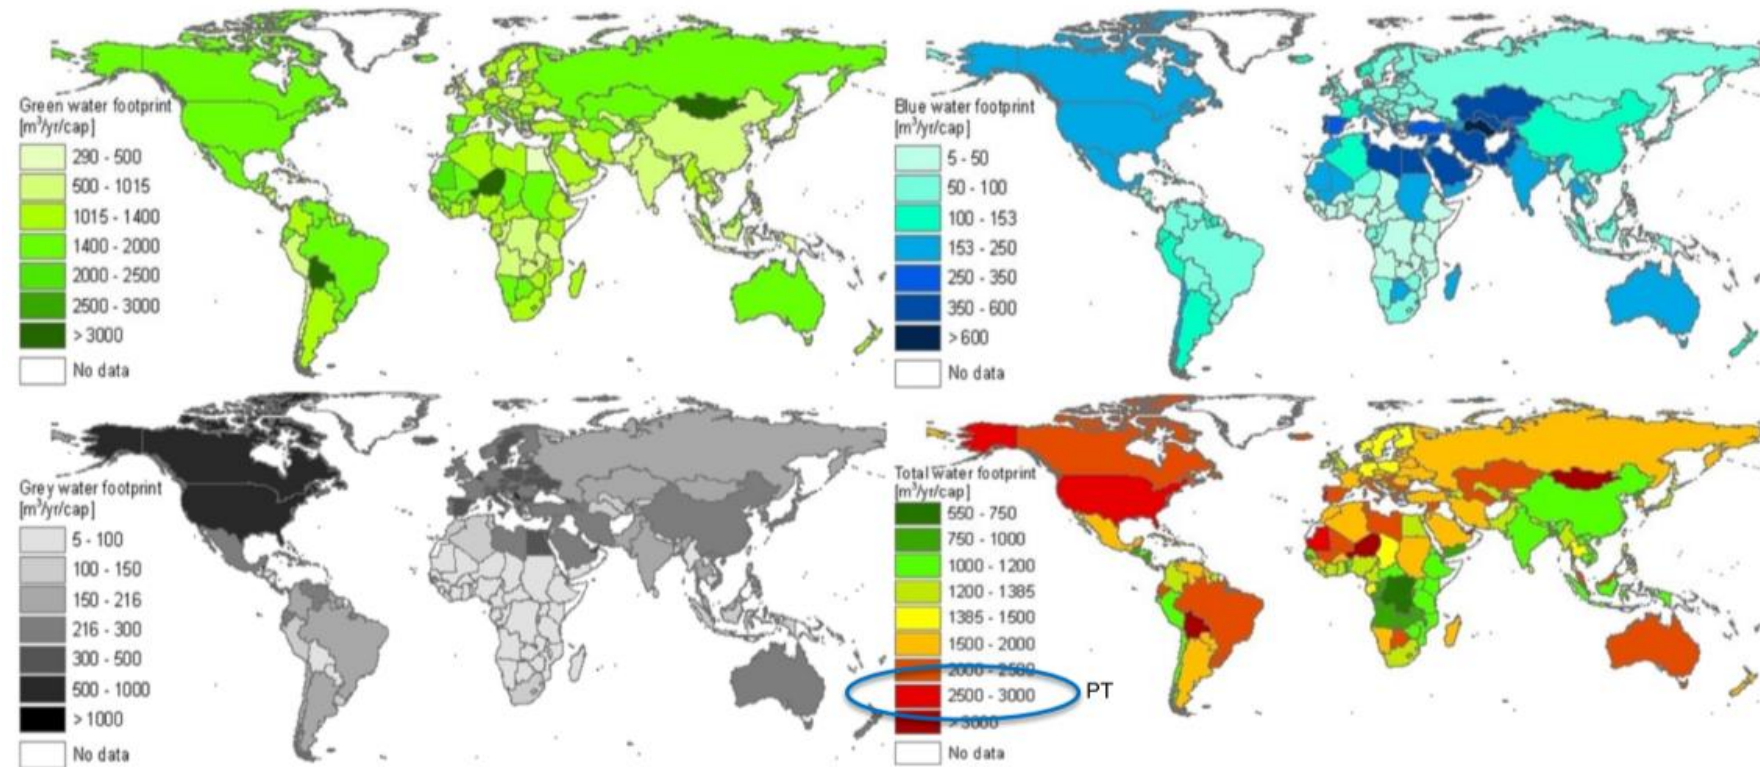 Green water footprint
[m³/yr/cap]
290 - 500
500 - 1015
1015 - 1400
1400 - 2000
2000 - 2500
2500 - 3000
> 3000
No data
Blue water footprint
[m³/yr/cap]
5 - 50
50 - 100
100 - 153
153 - 250
250 - 350
350 - 600
> 600
No data
Grey water footprint
[m³/yr/cap]
5 - 100
100 - 150
150 - 216
216 - 300
300 - 500
500 - 1000
> 1000
No data
Total water footprint
[m³/yr/cap]
550 - 750
750 - 1000
1000 - 1200
1200 - 1385
1385 - 1500
1500 - 2000
2000 - 2500
2500 - 3000
> 3000
No data
PT